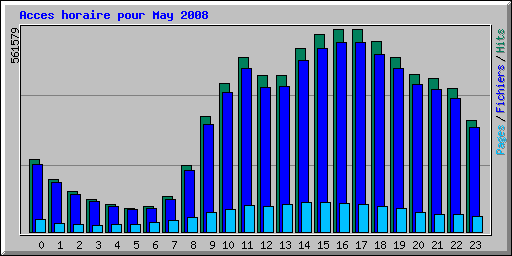 Acces horaire pour May 2008
561579
Pages/Fichiers/Hits
0 1 2 3 4 5 6 7 8 9 10 11 12 13 14 15 16 17 18 19 20 21 22 23